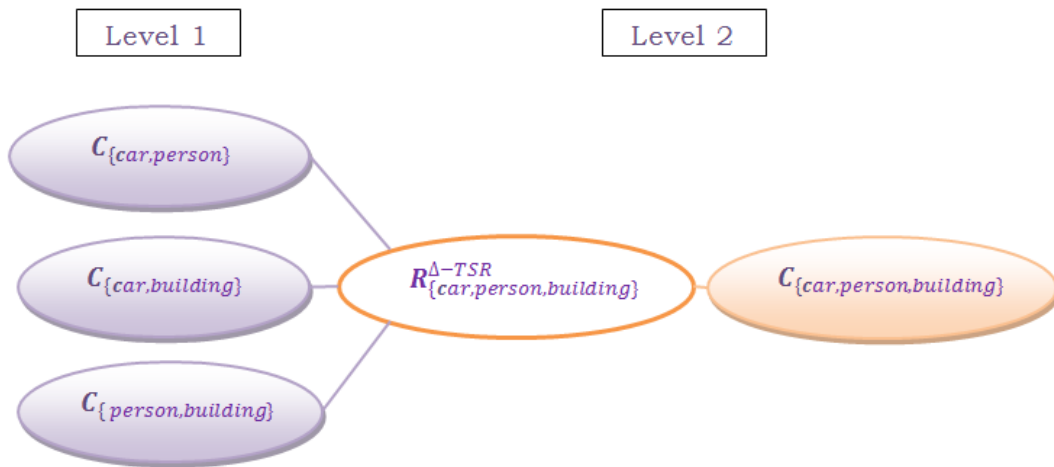 Level 1
Level 2
C{car,person}
C{car,building}
C{ person,building}
R{car,person,building}^Δ−TSR
C{car,person,building}